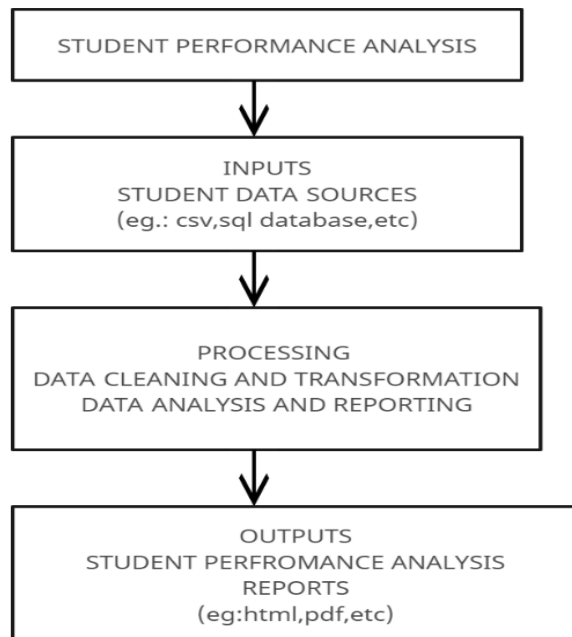 STUDENT PERFORMANCE ANALYSIS
INPUTS
STUDENT DATA SOURCES
(eg.: csv,sql database,etc)
PROCESSING
DATA CLEANING AND TRANSFORMATION
DATA ANALYSIS AND REPORTING
OUTPUTS
STUDENT PERFROMANCE ANALYSIS
REPORTS
(eg:html,pdf,etc)